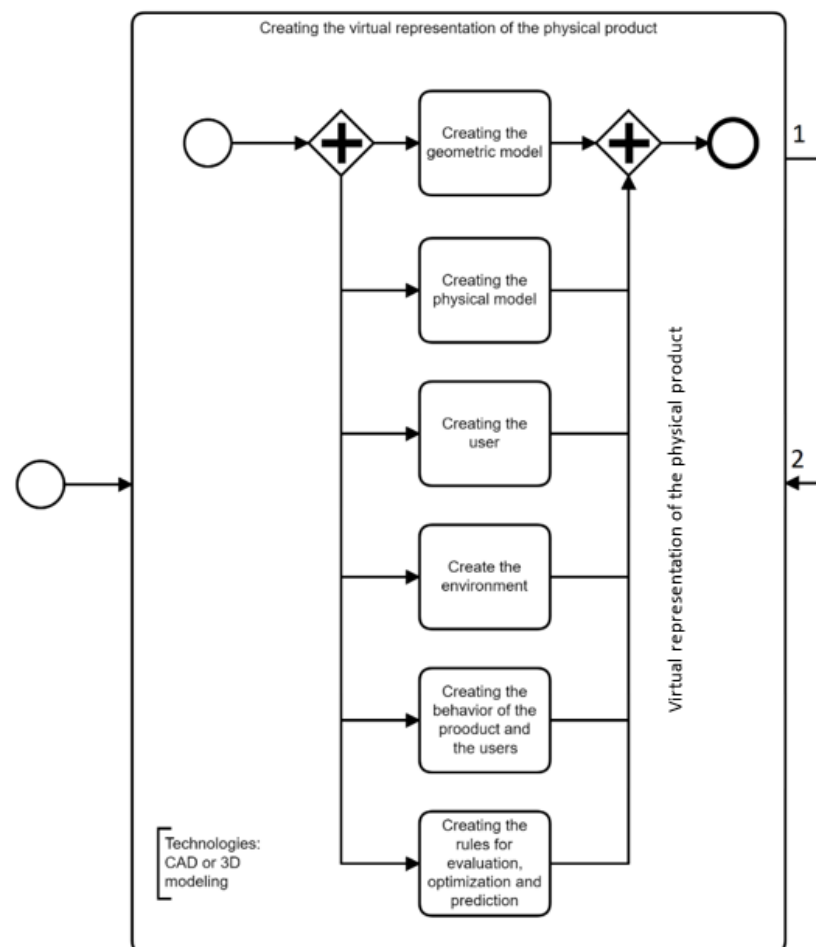 Creating the virtual representation of the physical product
1
Creating the
geometric model
Creating the
physical model
Creating the
user
2
Create the
environment
Virtual representation of the physical product
Creating the
behavior of the
prooduct and
the users
Technologies:
CAD or 3D
modeling
Creating the
rules for
evaluation,
optimization and
prediction